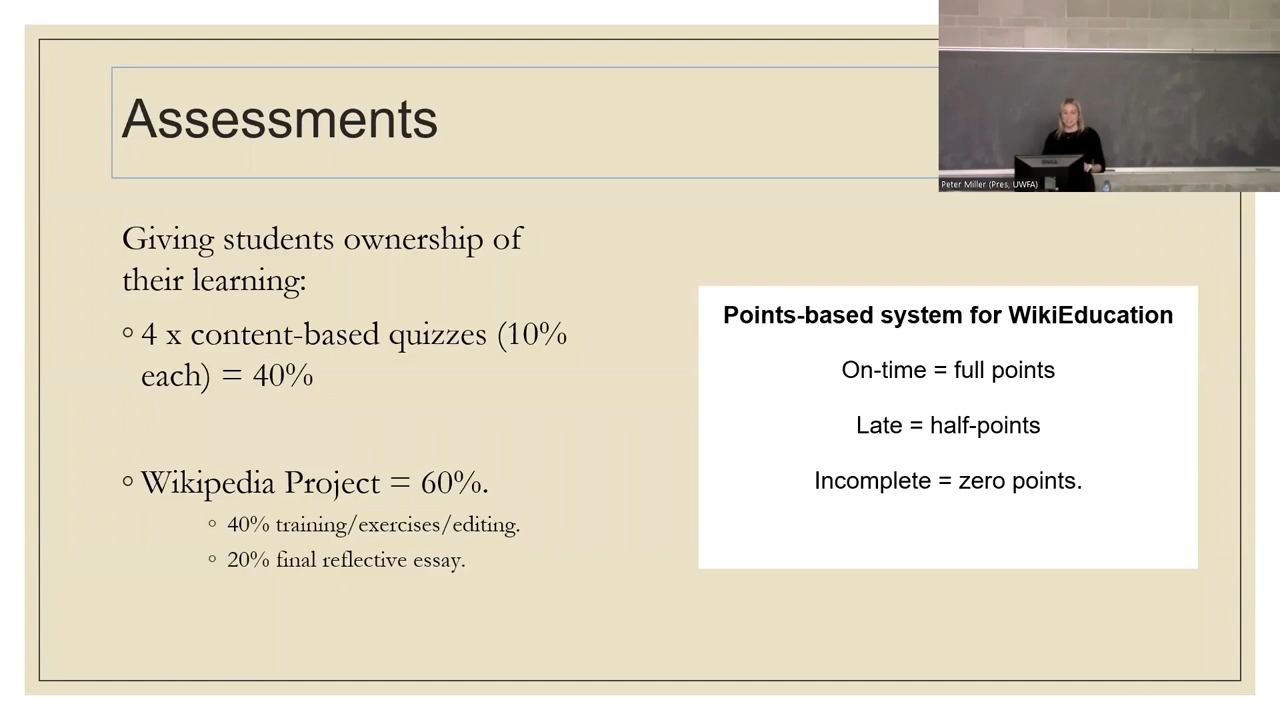 Assessments
Giving students ownership of
their learning:
◦ 4 x content-based quizzes (10%
each) = 40%
◦ Wikipedia Project = 60%.
◦ 40% training/exercises/editing.
◦ 20% final reflective essay.
Points-based system for WikiEducation
On-time = full points
Late = half-points
Incomplete = zero points.
DELL
Peter Miller (Pres, UWFA)